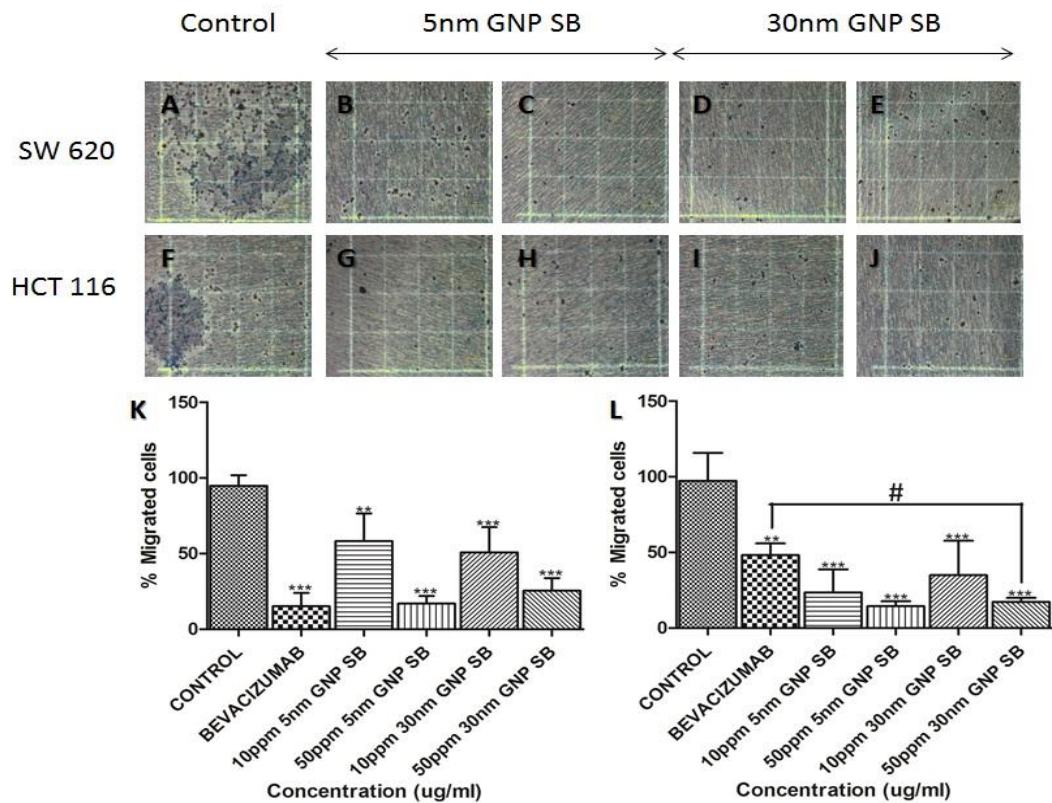 Control
5nm GNP SB
30nm GNP SB
SW 620
A
B
C
D
E
HCT 116
F
G
H
I
J
K
150
100
50
0
% Migrated cells
***
**
***
***
***
CONTROL
BEVACIZUMAB
10ppm 5nm GNP SB
50ppm 5nm GNP SB
10ppm 30nm GNP SB
50ppm 30nm GNP SB
Concentration (ug/ml)
L
150
100
50
0
% Migrated cells
#
**
***
***
***
***
CONTROL
BEVACIZUMAB
10ppm 5nm GNP SB
50ppm 5nm GNP SB
10ppm 30nm GNP SB
50ppm 30nm GNP SB
Concentration (ug/ml)